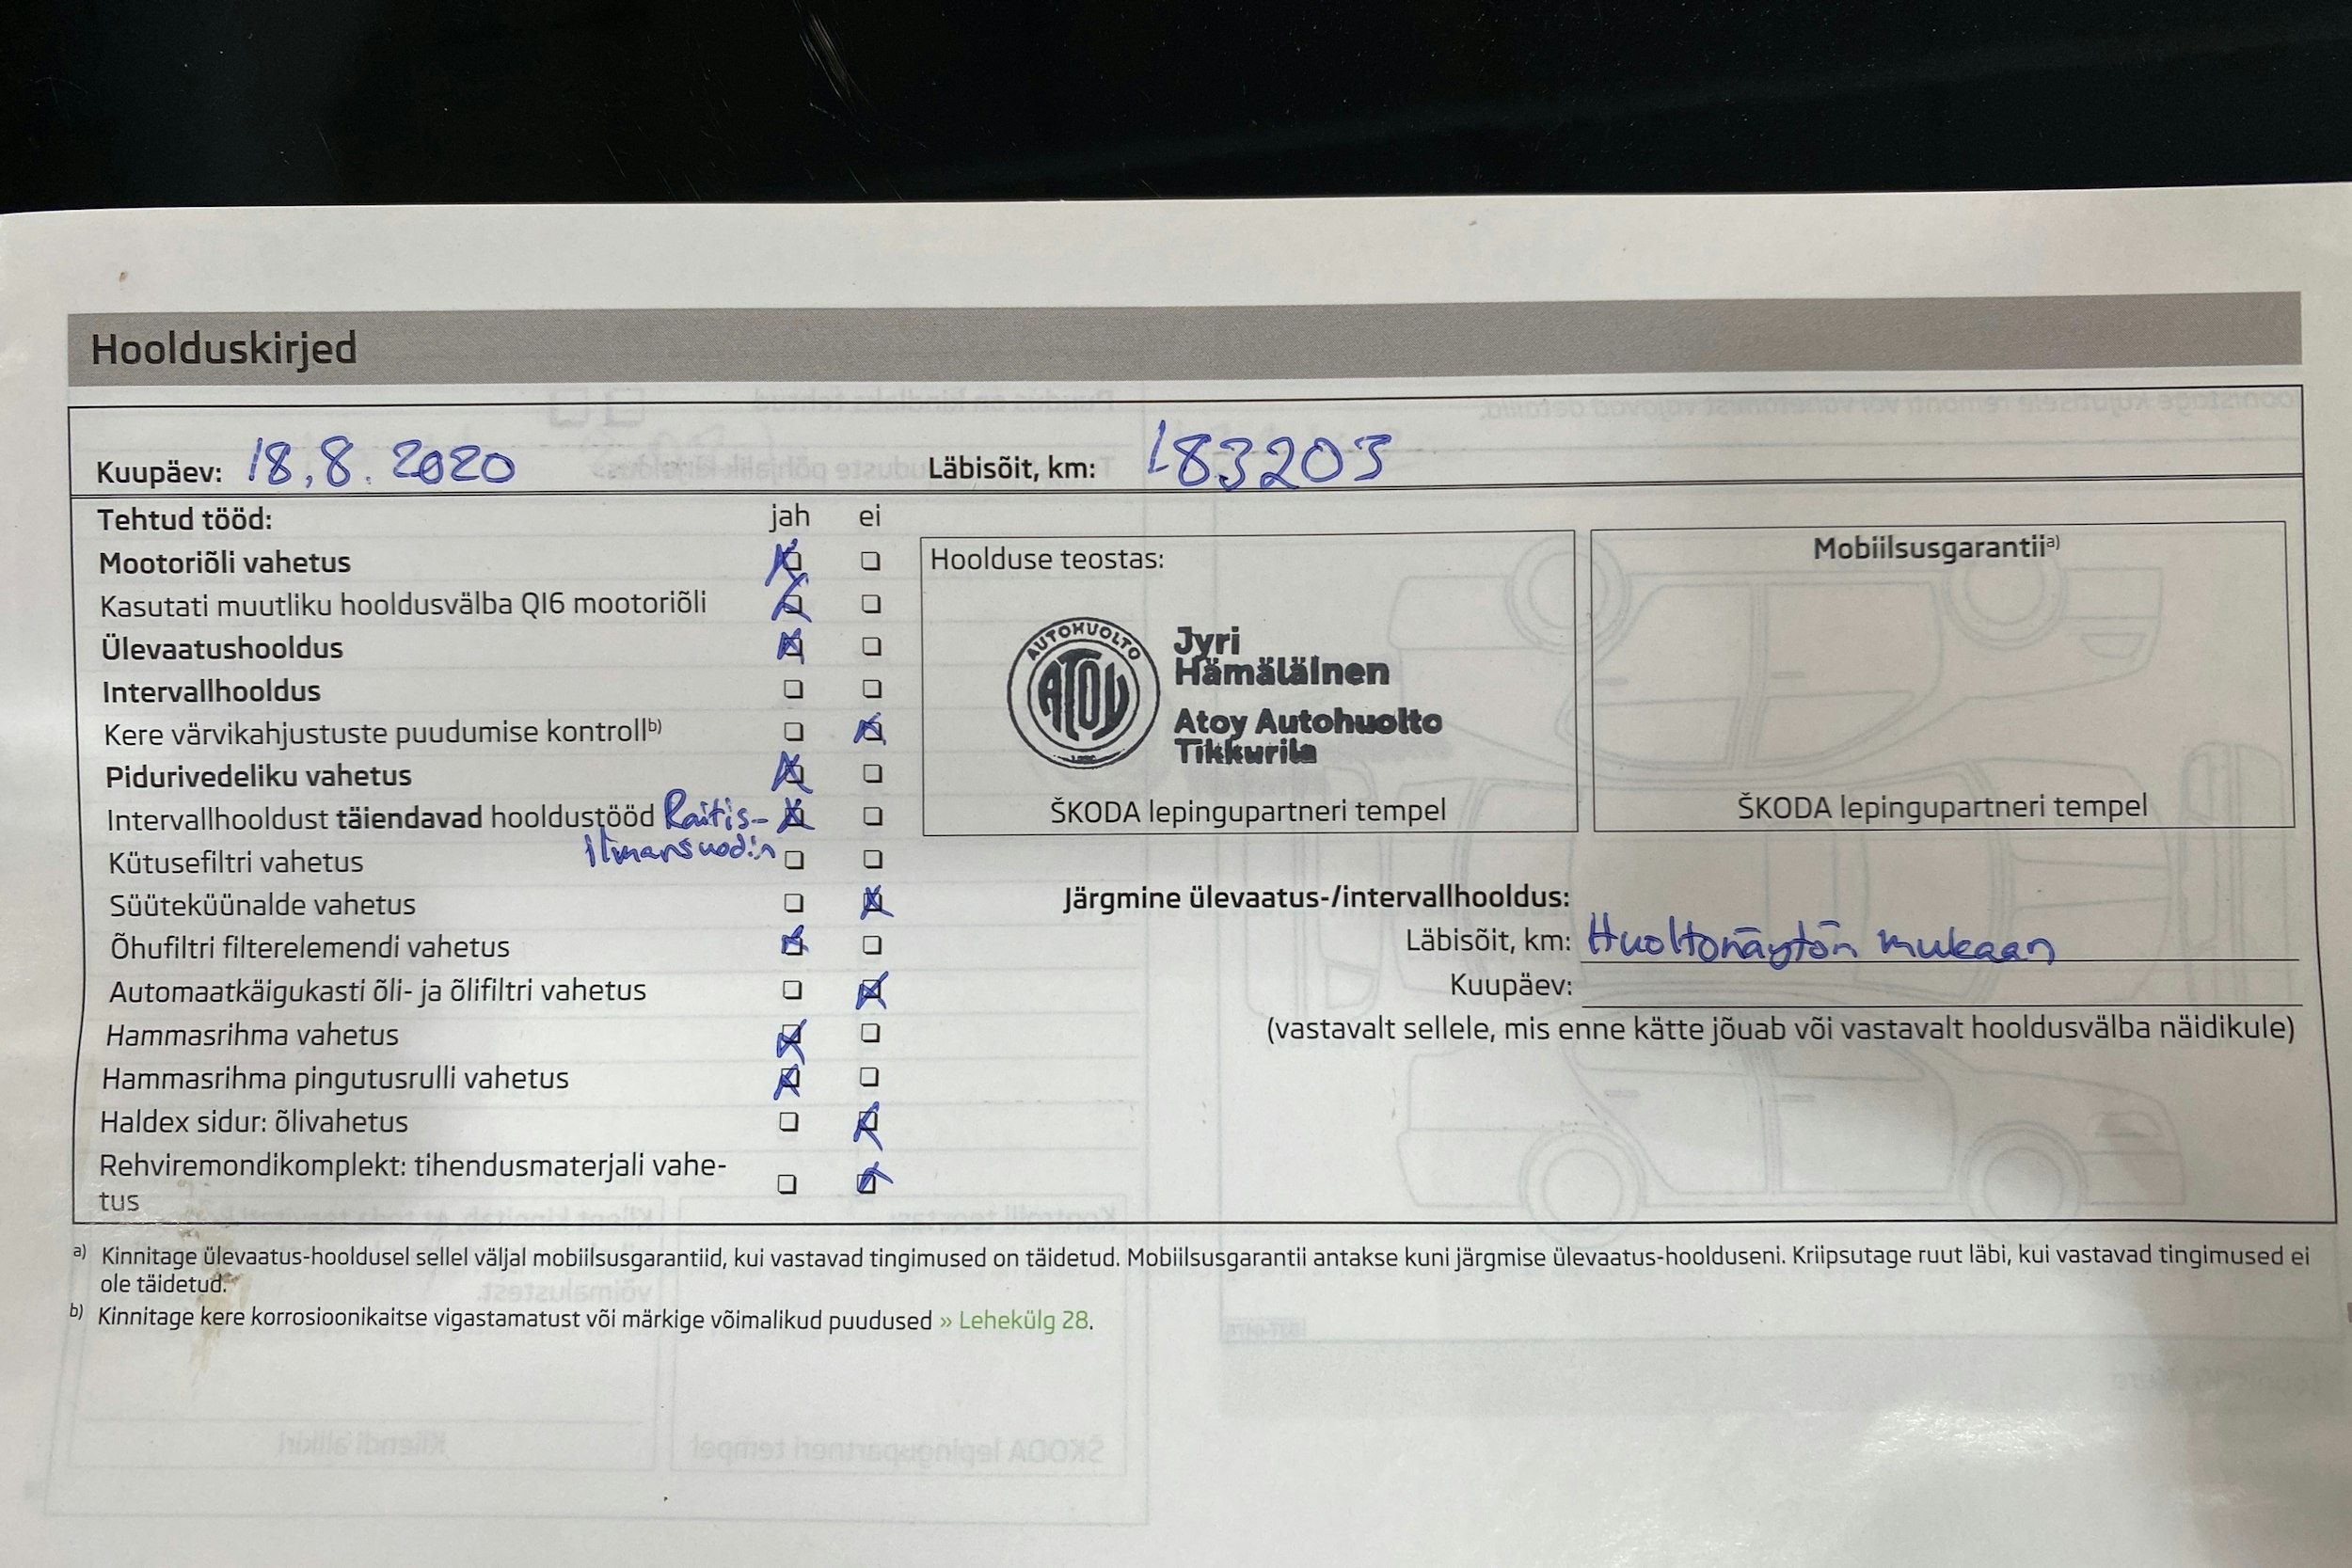 Hoolduskirjed
Kuupäev: 18.8.2020 Läbisõit, km: 183203
Tehtud tööd: jah ei
Mootoriõli vahetus
Kasutati muutliku hooldusvälba QI6 mootoriõli
Ülevaatushooldus
Intervallhooldus
Kere värvikahjustuste puudumise kontroll b)
Pidurivedeliku vahetus
Intervallhooldust täiendavad hooldustööd Raitis-
ilmansuodin
Kütusefiltri vahetus
Süüteküünalde vahetus
Õhufiltri filterelemendi vahetus
Automaatkäigukasti õli- ja õlifiltri vahetus
Hammasrihma vahetus
Hammasrihma pingutusrulli vahetus
Haldex sidur: õlivahetus
Rehviremondikomplekt: tihendusmaterjali vahe-
tus
Hoolduse teostas:
AUTOHUOLTO
ATOY
Jyri
Hämäläinen
Atoy Autohuolto
Tikkurila
ŠKODA lepingupartneri tempel
Mobiilsusgarantii a)
ŠKODA lepingupartneri tempel
Järgmine ülevaatus-/intervallhooldus:
Läbisõit, km: Huoltonäytön mukaan
Kuupäev:
(vastavalt sellele, mis enne kätte jõuab või vastavalt hooldusvälba näidikule)
a) Kinnitage ülevaatus-hooldusel sellel väljal mobiilsusgarantiid, kui vastavad tingimused on täidetud. Mobiilsusgarantii antakse kuni järgmise ülevaatus-hoolduseni. Kriipsutage ruut läbi, kui vastavad tingimused ei
ole täidetud.
b) Kinnitage kere korrosioonikaitse vigastamatust või märkige võimalikud puudused » Lehekülg 28.